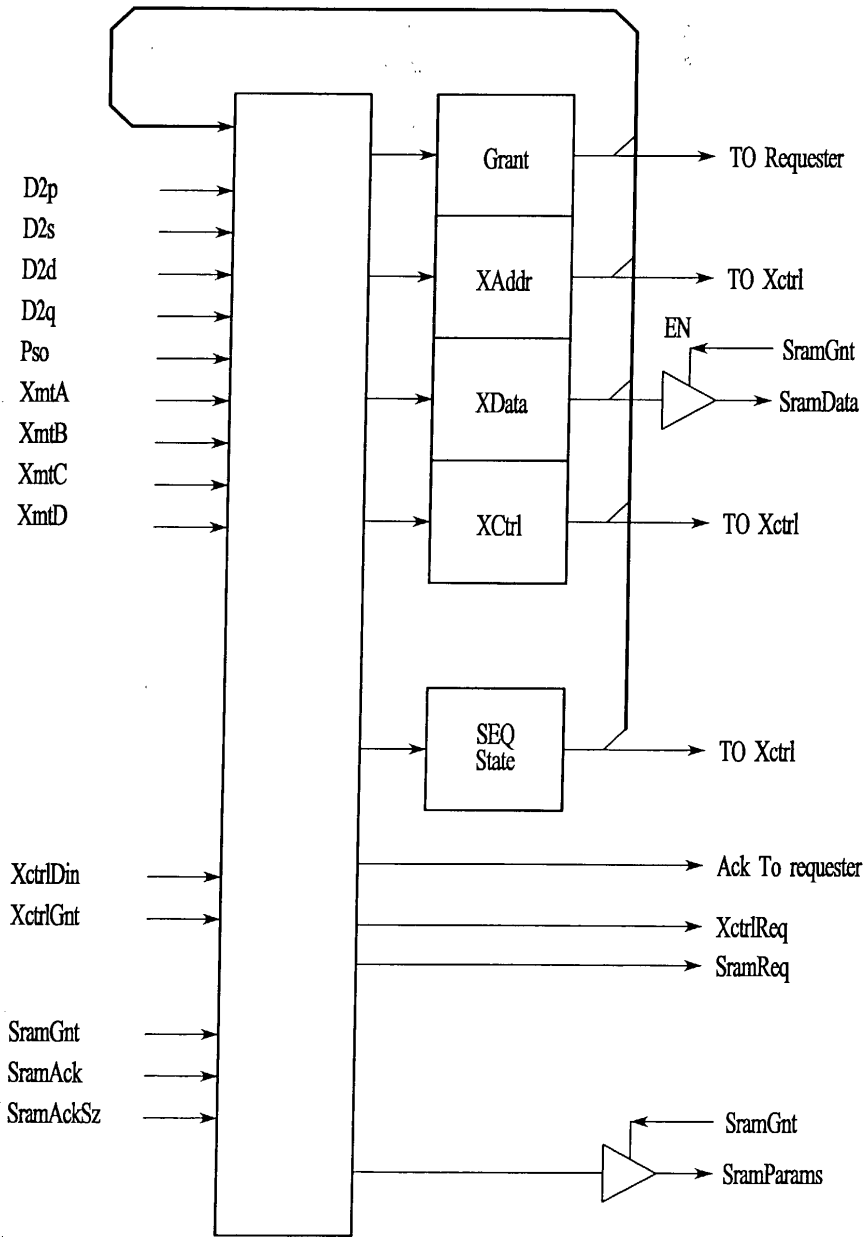 Grant
TO Requester
D2p
D2s
D2d
XAddr
TO Xctrl
D2q
EN
Pso
SramGnt
XmtA
XData
SramData
XmtB
XmtC
XmtD
XCtrl
TO Xctrl
SEQ
State
TO Xctrl
XctrlDin
Ack To requester
XctrlGnt
XctrlReq
SramReq
SramGnt
SramAck
SramAckSz
SramGnt
SramParams